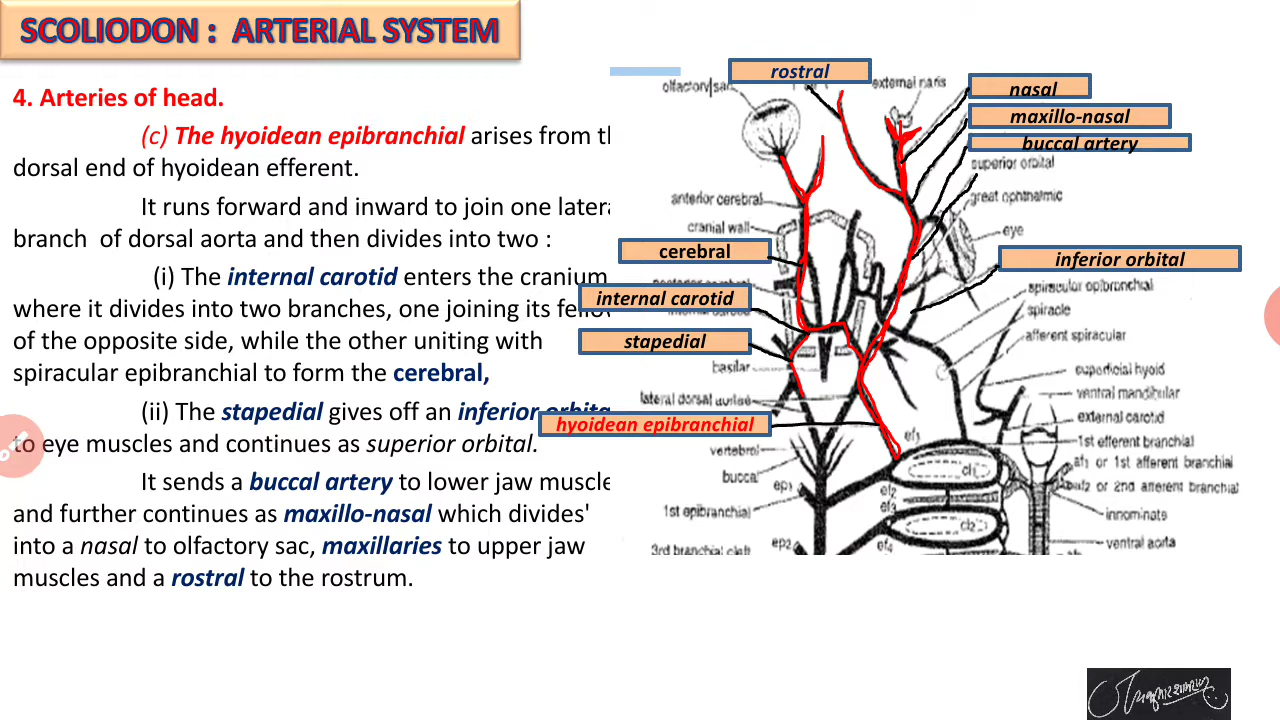 SCOLIODON : ARTERIAL SYSTEM
4. Arteries of head.
(c) The hyoidean epibranchial arises from th
dorsal end of hyoidean efferent.
It runs forward and inward to join one latera
branch of dorsal aorta and then divides into two :
(i) The internal carotid enters the cranium
where it divides into two branches, one joining its fellow
of the opposite side, while the other uniting with
spiracular epibranchial to form the cerebral,
(ii) The stapedial gives off an inferior orbita
to eye muscles and continues as superior orbital.
It sends a buccal artery to lower jaw muscle
and further continues as maxillo-nasal which divides'
into a nasal to olfactory sac, maxillaries to upper jaw
muscles and a rostral to the rostrum.
rostral
external naris
nasal
maxillo-nasal
buccal artery
superior orbital
anterior cerebral
great ophthalmic
cranial wall
eye
cerebral
inferior orbital
internal carotid
spiracular epibranchial
spiracle
stapedial
afferent spiracular
basilar
superficial hyoid
lateral dorsal aortae
ventral mandibular
hyoidean epibranchial
external carotid
ef1
1st efferent branchial
vertebral
af1 or 1st afferent branchial
cl1
buccal
ep1
ef2
af2 or 2nd afferent branchial
ef3
1st epibranchial
innominate
cl2
ep2
ef4
ventral aorta
3rd branchial cleft